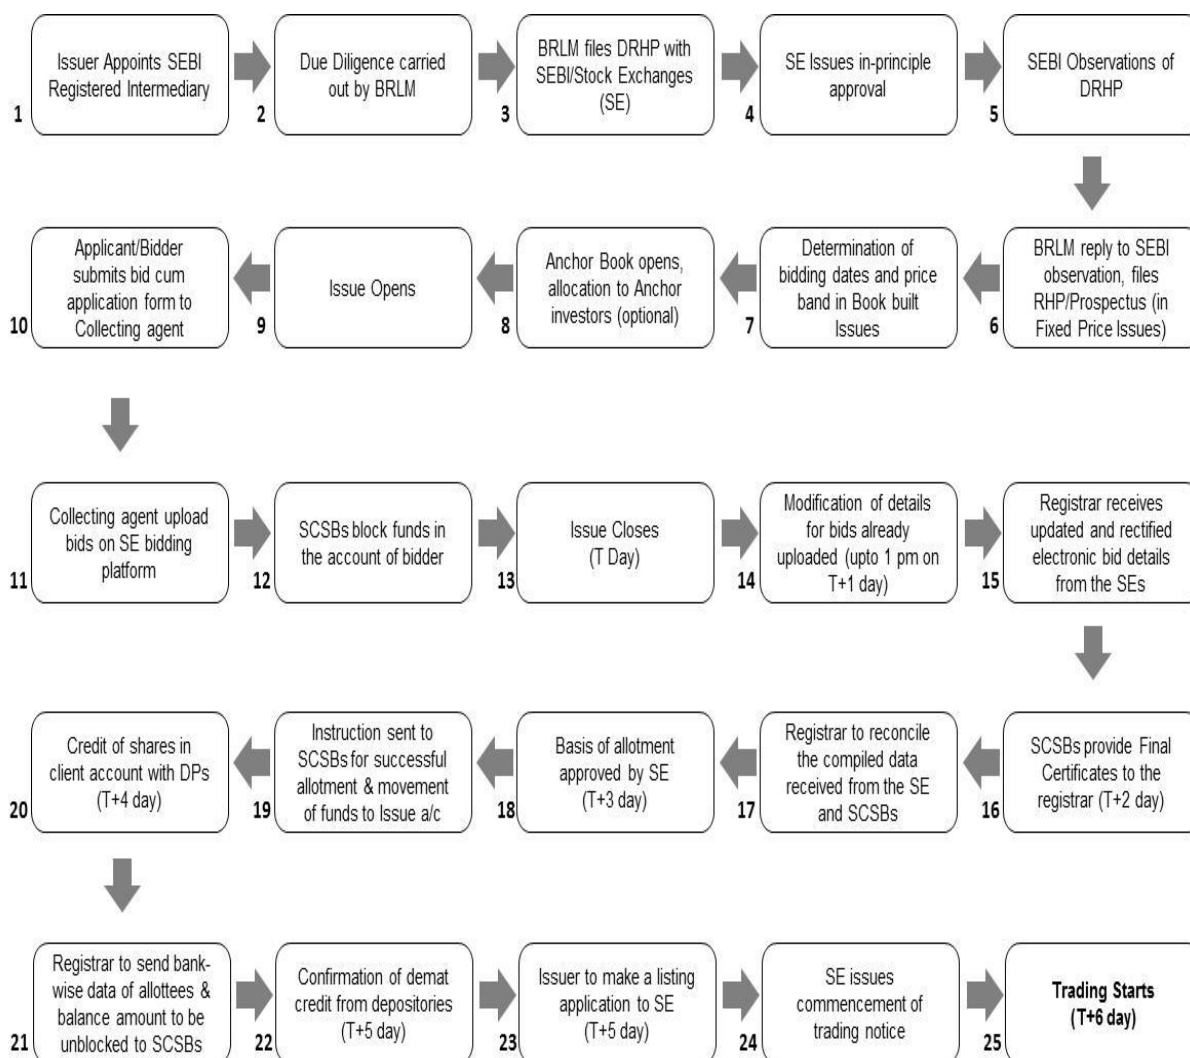 Issuer Appoints SEBI
Registered Intermediary
1
Due Diligence carried
out by BRLM
2
BRLM files DRHP with
SEBI/Stock Exchanges
(SE)
3
SE Issues in-principle
approval
4
SEBI Observations of
DRHP
5
BRLM reply to SEBI
observation, files
RHP/Prospectus (in
Fixed Price Issues)
6
Determination of
bidding dates and price
band in Book built
Issues
7
Anchor Book opens,
allocation to Anchor
investors (optional)
8
Issue Opens
9
Applicant/Bidder
submits bid cum
application form to
Collecting agent
10
Collecting agent upload
bids on SE bidding
platform
11
SCSBs block funds in
the account of bidder
12
Issue Closes
(T Day)
13
Modification of details
for bids already
uploaded (upto 1 pm on
T+1 day)
14
Registrar receives
updated and rectified
electronic bid details
from the SEs
15
SCSBs provide Final
Certificates to the
registrar (T+2 day)
16
Registrar to reconcile
the compiled data
received from the SE
and SCSBs
17
Basis of allotment
approved by SE
(T+3 day)
18
Instruction sent to
SCSBs for successful
allotment & movement
of funds to Issue a/c
19
Credit of shares in
client account with DPs
(T+4 day)
20
Registrar to send bank-
wise data of allottees &
balance amount to be
unblocked to SCSBs
21
Confirmation of demat
credit from depositories
(T+5 day)
22
Issuer to make a listing
application to SE
(T+5 day)
23
SE issues
commencement of
trading notice
24
Trading Starts
(T+6 day)
25